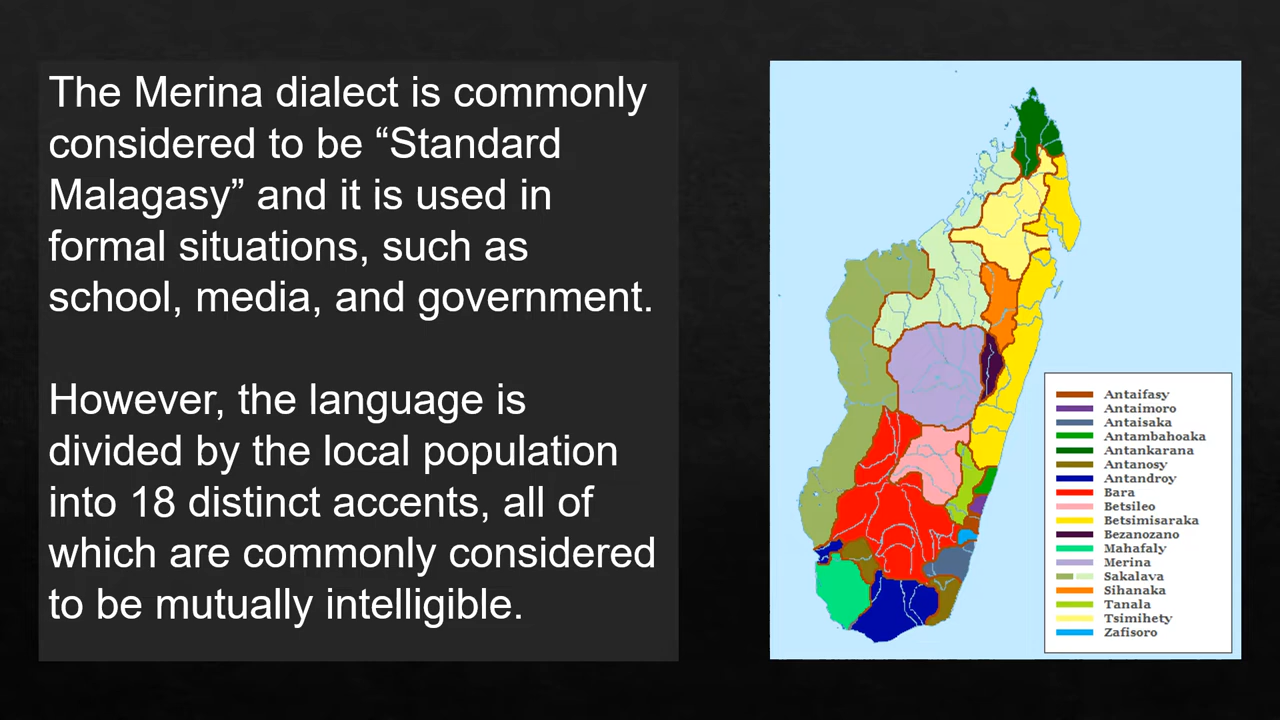 The Merina dialect is commonly
considered to be “Standard
Malagasy” and it is used in
formal situations, such as
school, media, and government.
However, the language is
divided by the local population
into 18 distinct accents, all of
which are commonly considered
to be mutually intelligible.
Antaifasy
Antaimoro
Antaisaka
Antambahoaka
Antankarana
Antanosy
Antandroy
Bara
Betsileo
Betsimisaraka
Bezanozano
Mahafaly
Merina
Sakalava
Sihanaka
Tanala
Tsimihety
Zafisoro